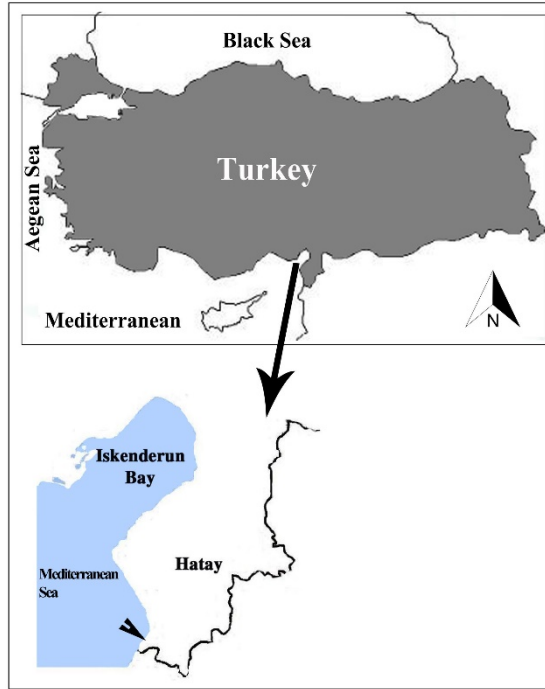 Black Sea
Aegean Sea
Turkey
Mediterranean
N
Iskenderun
Bay
Hatay
Mediterranean
Sea